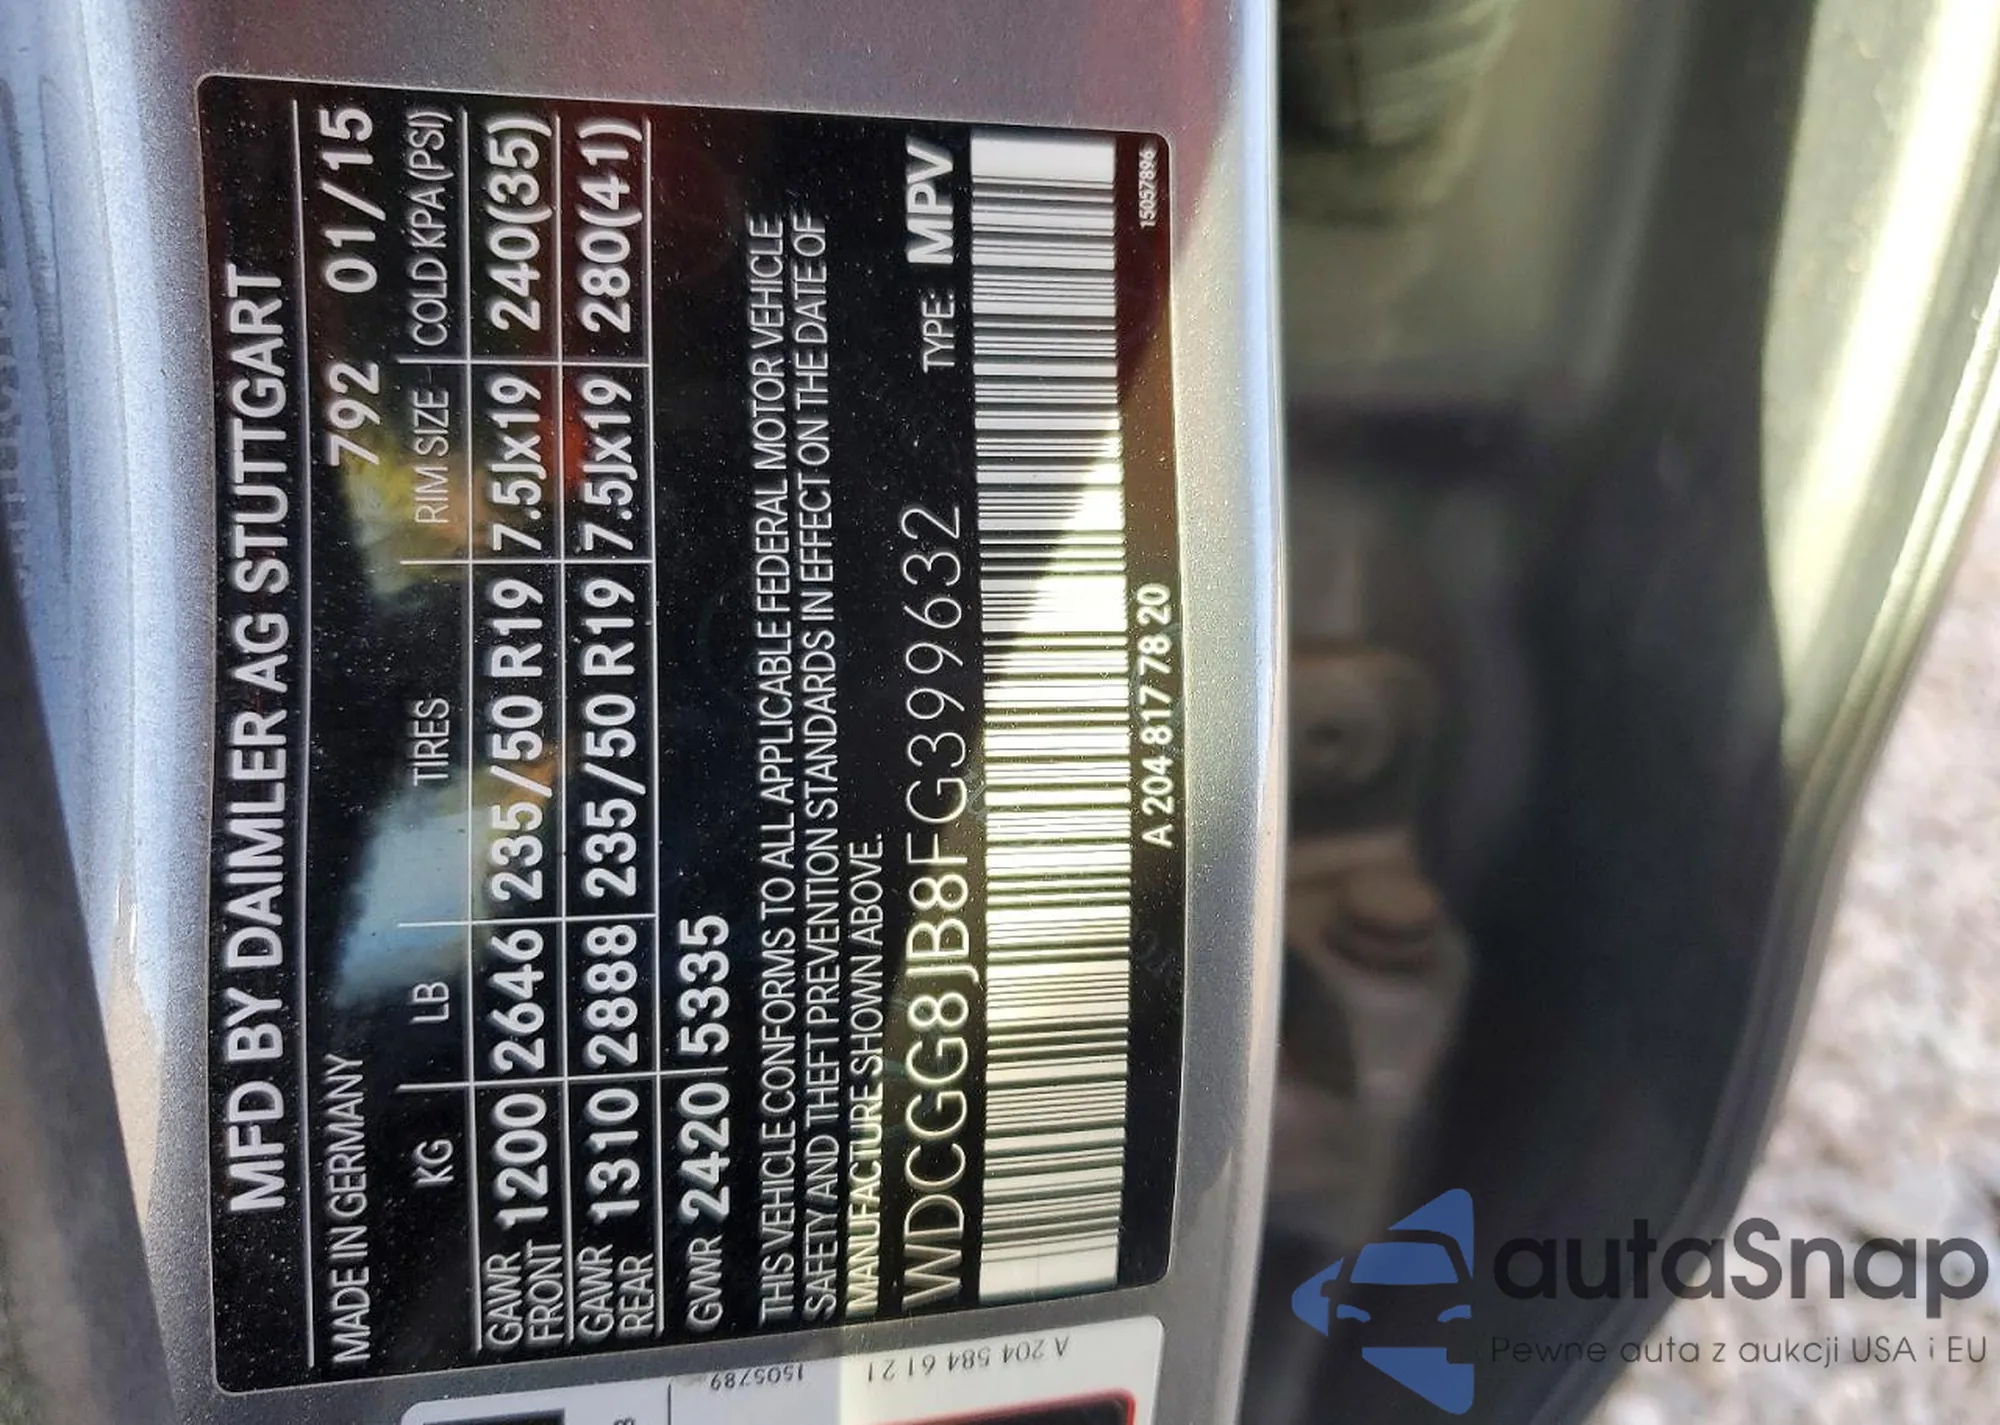 MFD BY DAIMLER AG STUTTGART
MADE IN GERMANY 792 01/15
KG LB TIRES RIM SIZE COLD KPA(PSI)
GAWR FRONT 1200 2646 235/50 R19 7.5Jx19 240(35)
GAWR REAR 1310 2888 235/50 R19 7.5Jx19 280(41)
GVWR 2420 5335
THIS VEHICLE CONFORMS TO ALL APPLICABLE FEDERAL MOTOR VEHICLE
SAFETY AND THEFT PREVENTION STANDARDS IN EFFECT ON THE DATE OF
MANUFACTURE SHOWN ABOVE.
WDCGG8JB8FG399632 TYPE: MPV
A 204 817 78 20 15057896
A 204 584 61 21
1505789
autaSnap
Pewne auta z aukcji USA i EU